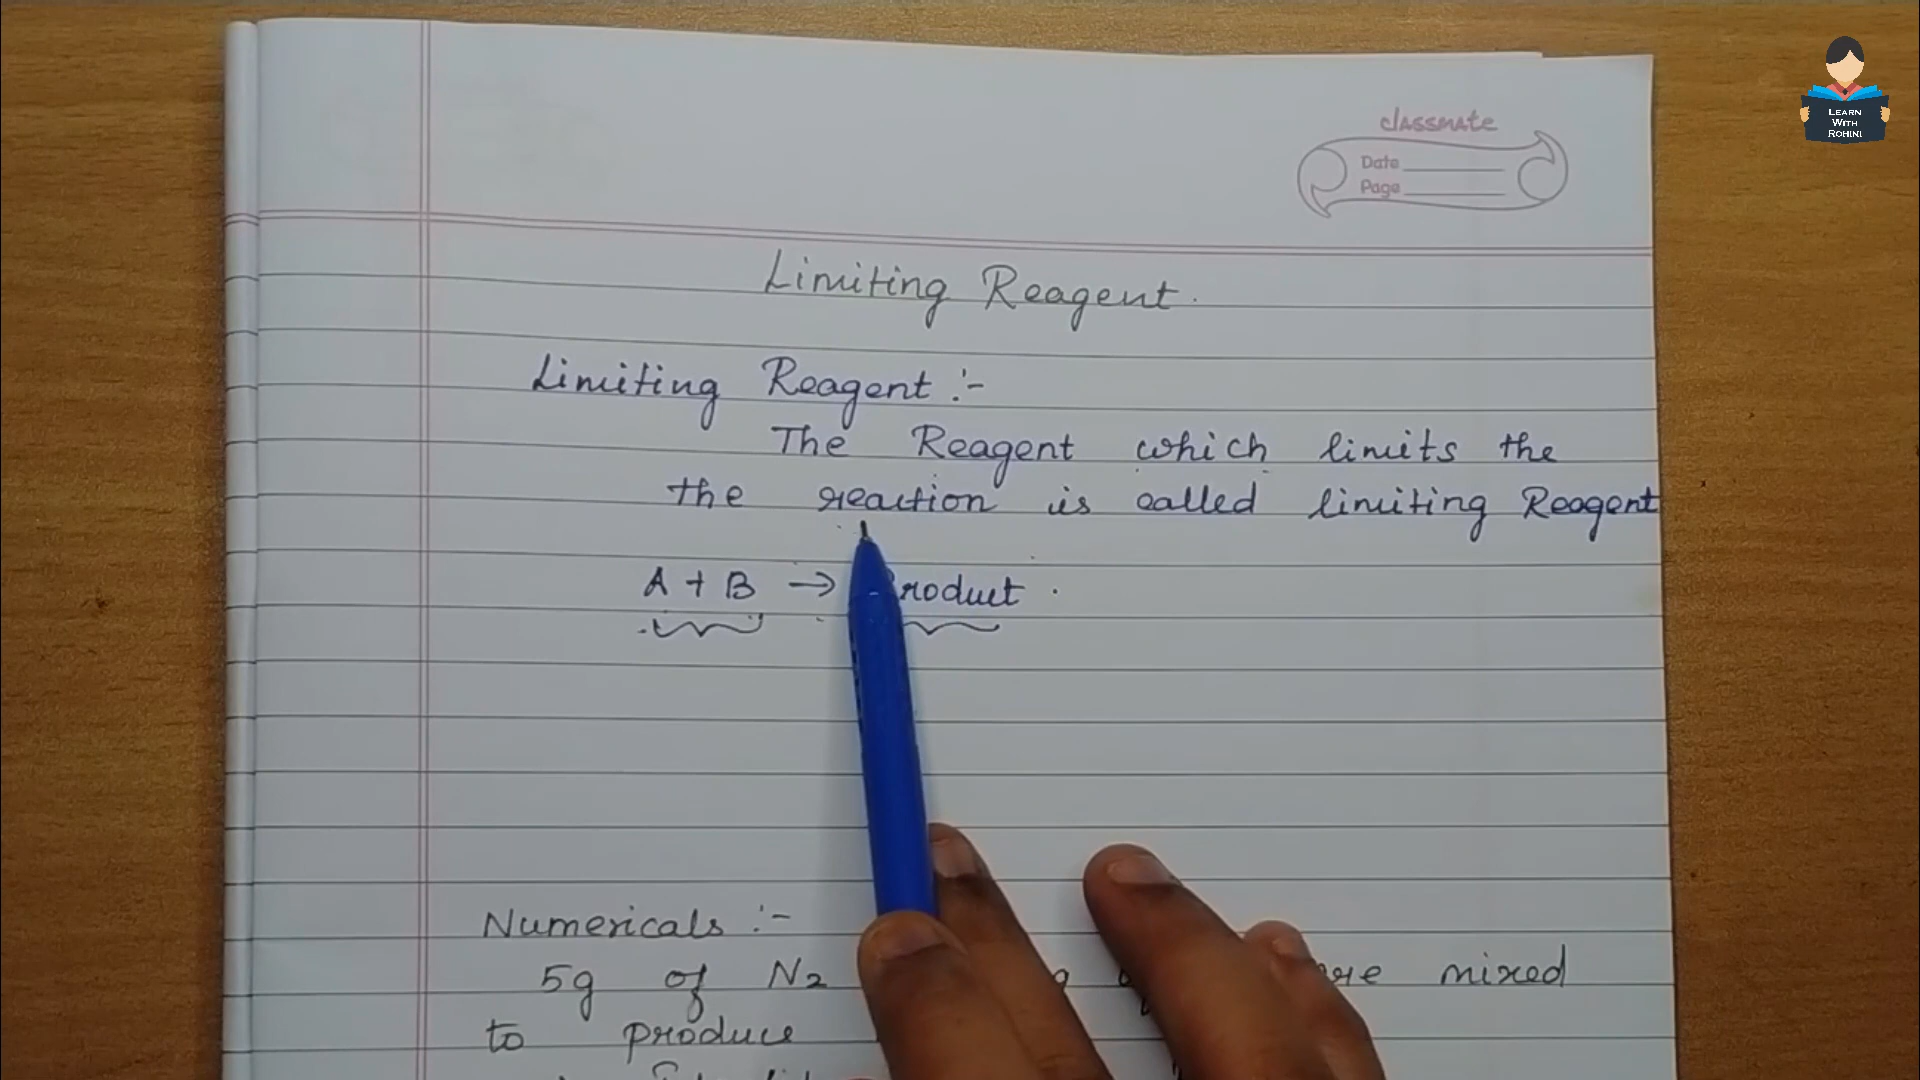 classmate
Date
Page
LEARN
WITH
ROHINI
Limiting Reagent.
Limiting Reagent :-
The Reagent which limits the
the reaction is called limiting Reagent
A + B → Product .
Numericals :-
5g of N2 mixed
to produce